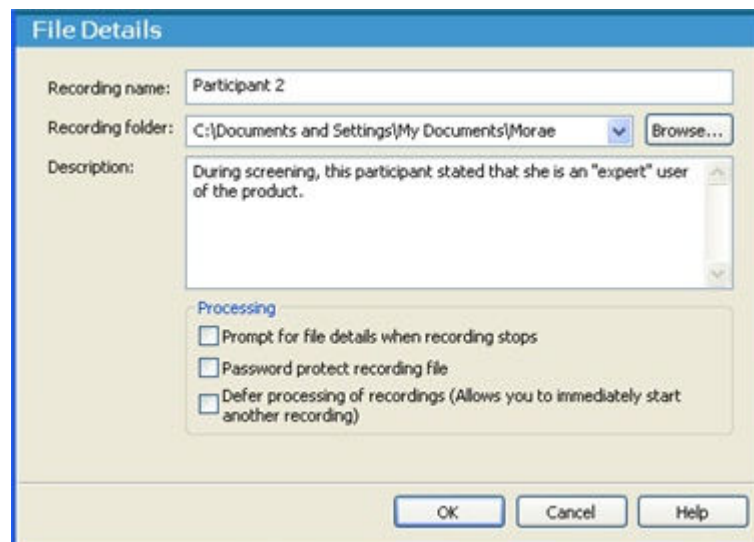 File Details
Recording name: Participant 2
Recording folder: C:\Documents and Settings\My Documents\Morae Browse...
Description: During screening, this participant stated that she is an "expert" user
of the product.
Processing
Prompt for file details when recording stops
Password protect recording file
Defer processing of recordings (Allows you to immediately start
another recording)
OK Cancel Help